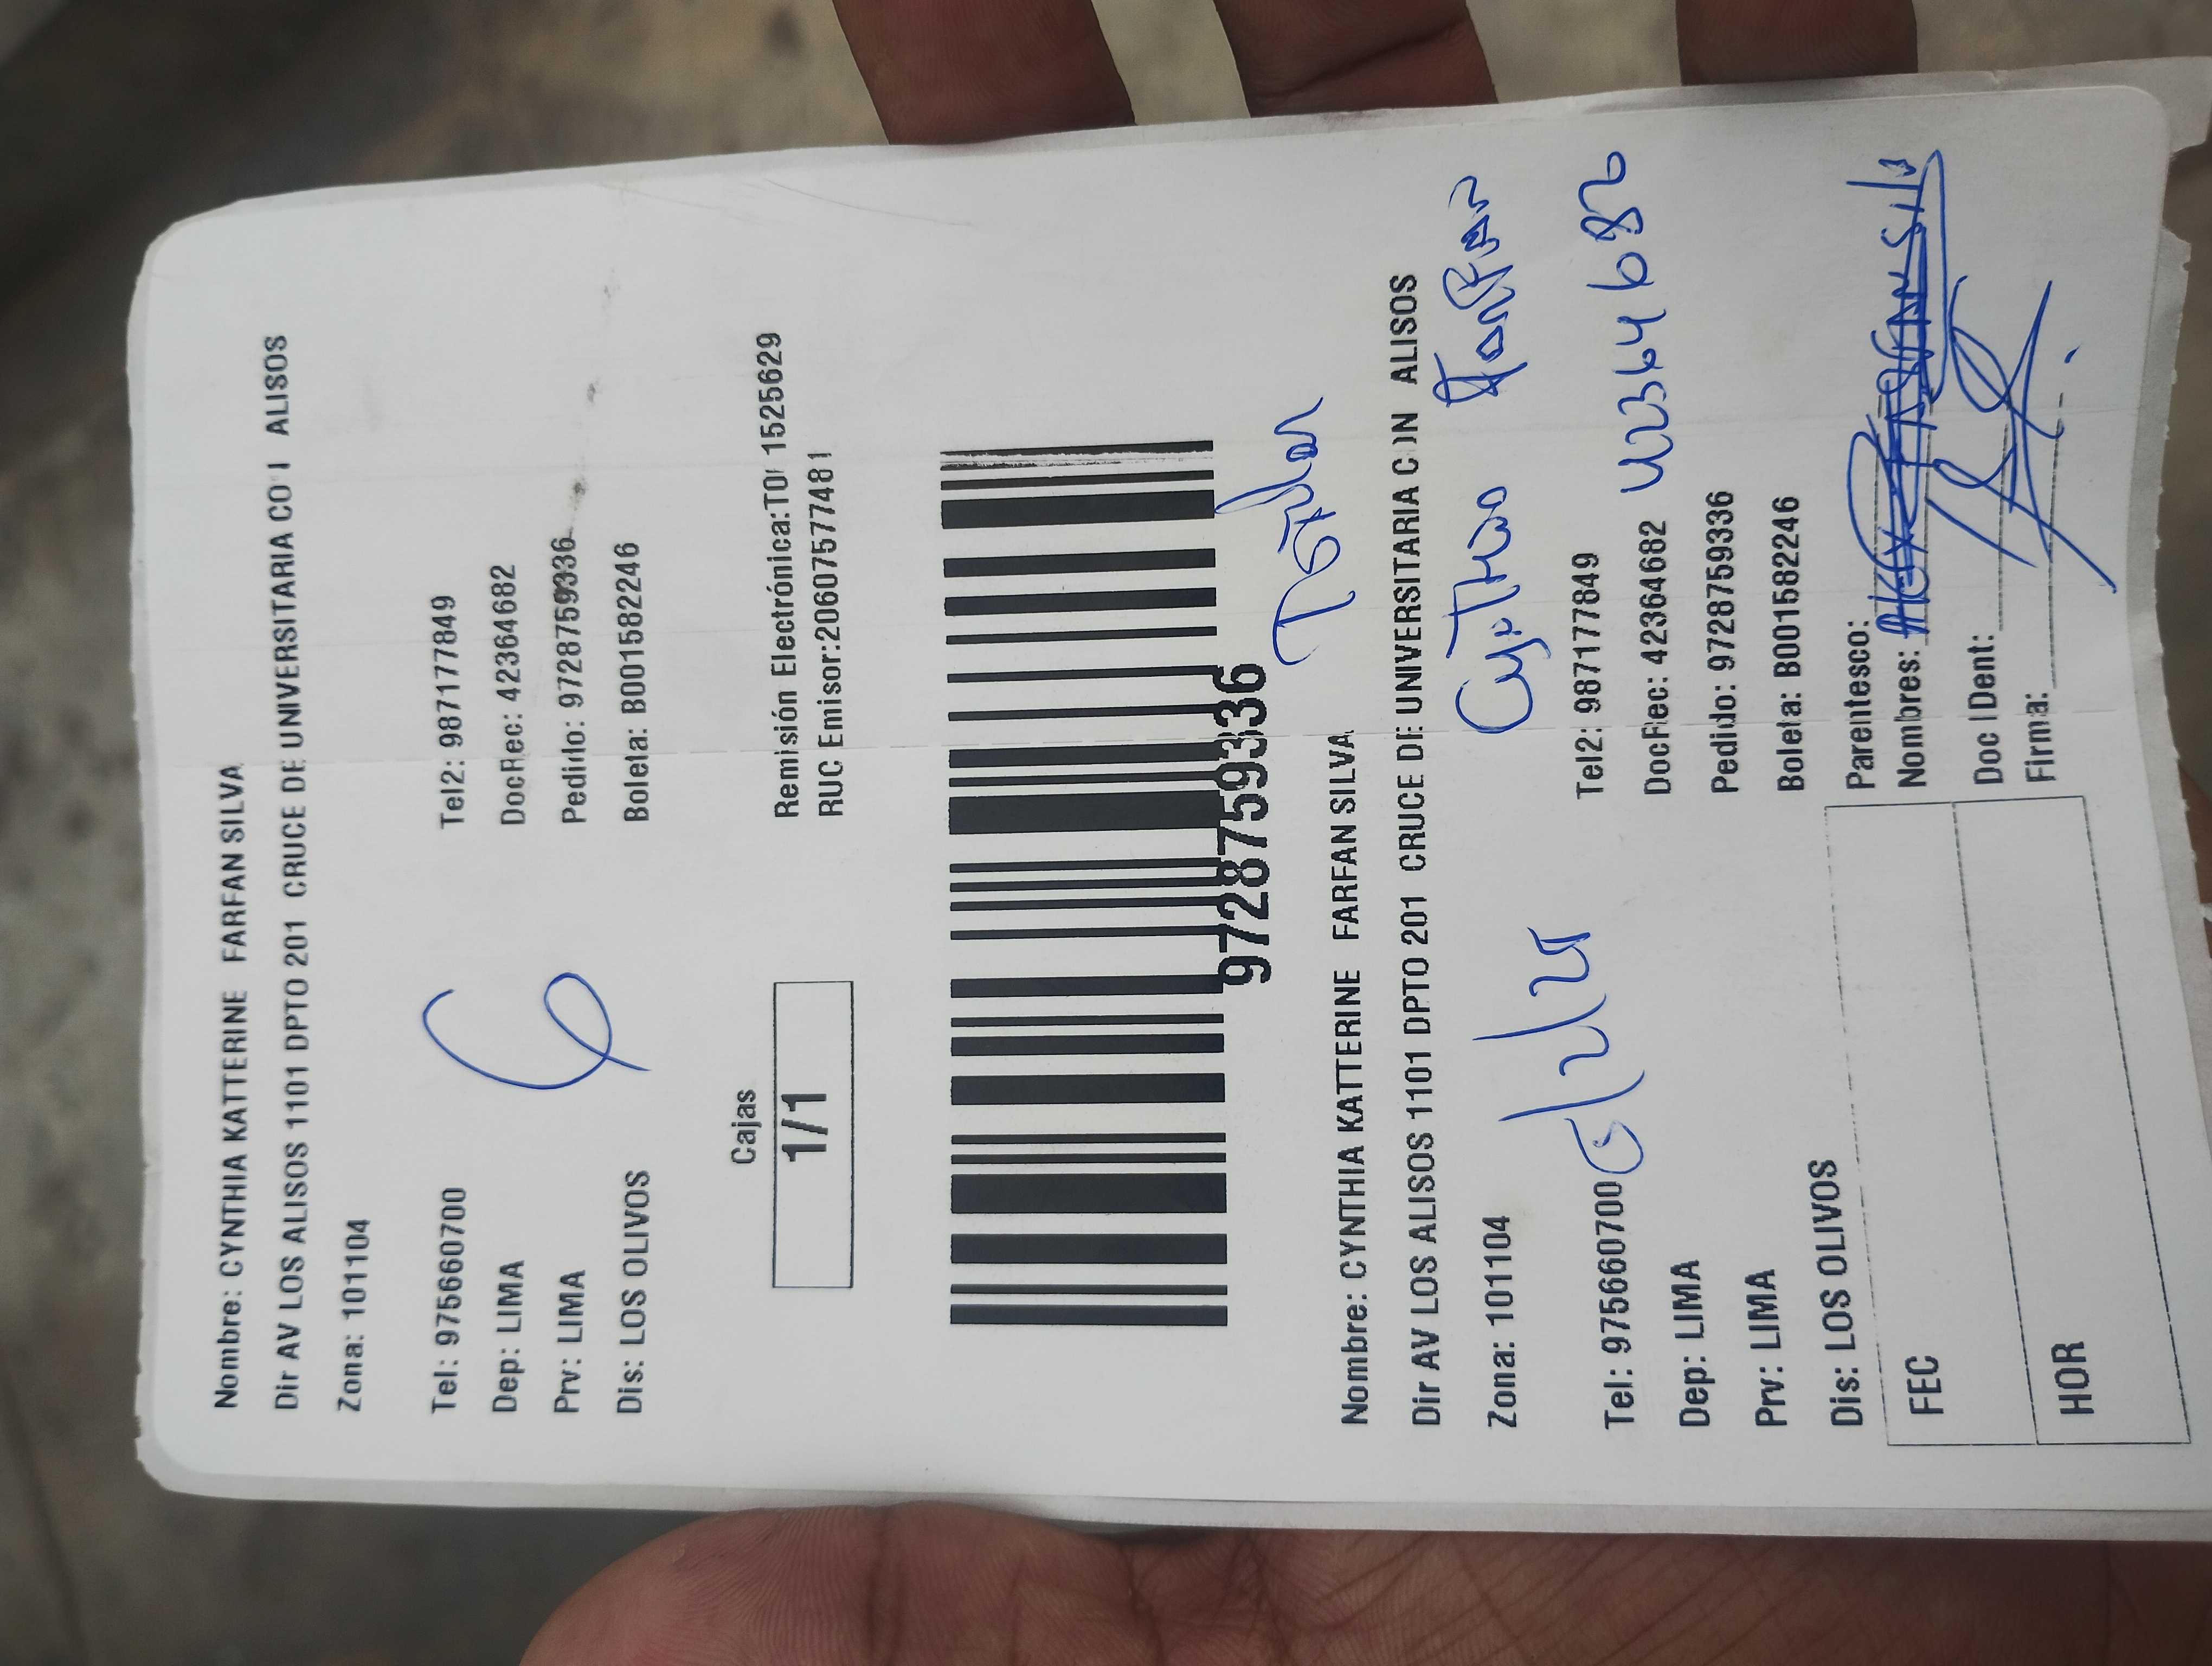 Nombre: CYNTHIA KATTERINE FARFAN SILVA
Dir AV LOS ALISOS 1101 DPTO 201 CRUCE DE UNIVERSITARIA CON ALISOS
Zona: 101104
Tel: 975660700 Tel2: 987177849
Dep: LIMA DocRec: 42364682
Prv: LIMA Pedido: 9728759336
Dis: LOS OLIVOS Boleta: B001582246
Cajas
1/1
Remisión Electrónica: 1525629
RUC Emisor:20607577481
9728759336
Titular
Nombre: CYNTHIA KATTERINE FARFAN SILVA
Dir AV LOS ALISOS 1101 DPTO 201 CRUCE DE UNIVERSITARIA CON ALISOS
Cynthia Farfan
Zona: 101104
Tel: 975660700 Tel2: 987177849
Dep: LIMA DocRec: 42364682 42364682
Prv: LIMA Pedido: 9728759336
Dis: LOS OLIVOS Boleta: B001582246
FEC
HOR
Parentesco:
Nombres:
Doc IDent:
Firma: